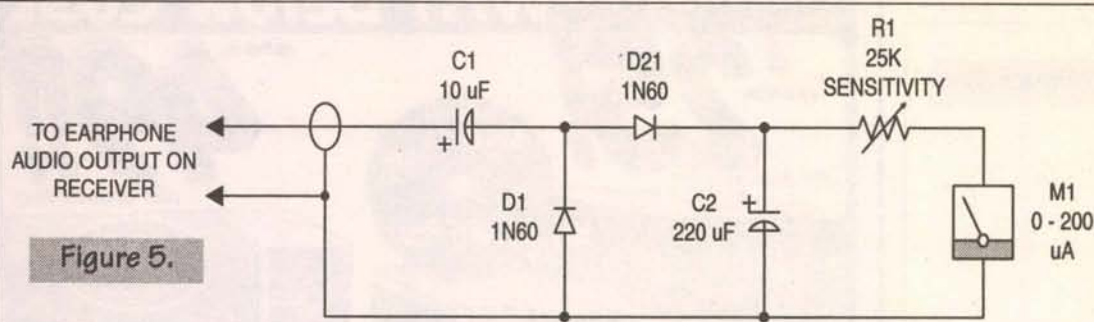 C1
10 uF
+
D21
1N60
R1
25K
SENSITIVITY
TO EARPHONE
AUDIO OUTPUT ON
RECEIVER
D1
1N60
+
C2
220 uF
M1
0 - 200
uA
Figure 5.